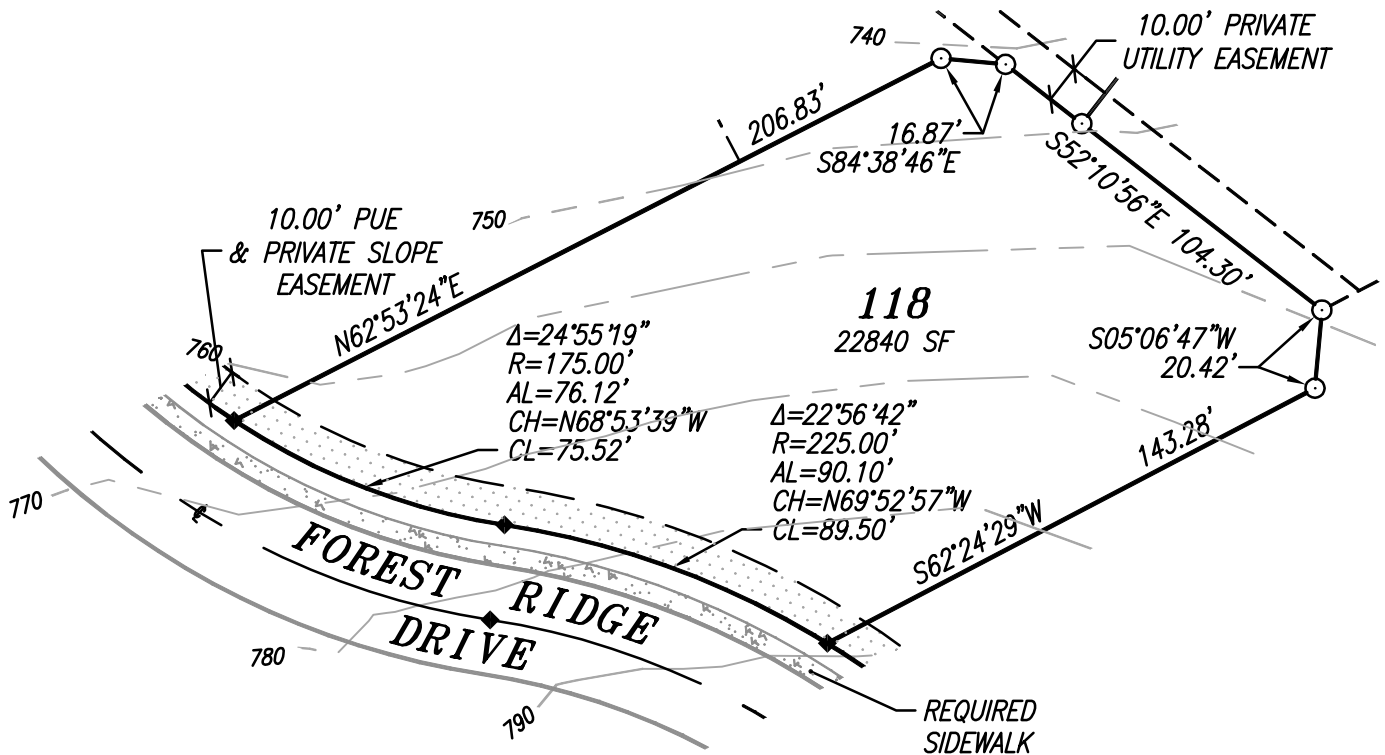 740
10.00' PRIVATE
UTILITY EASEMENT
206.83'
16.87'
S84°38'46"E
S52°10'56"E 104.30'
750
10.00' PUE
& PRIVATE SLOPE
EASEMENT
N62°53'24"E
118
22840 SF
Δ=24°55'19"
R=175.00'
AL=76.12'
CH=N68°53'39"W
CL=75.52'
S05°06'47"W
20.42'
760
Δ=22°56'42"
R=225.00'
AL=90.10'
CH=N69°52'57"W
CL=89.50'
143.28'
S62°24'29"W
770
℄
FOREST RIDGE
DRIVE
780
790
REQUIRED
SIDEWALK